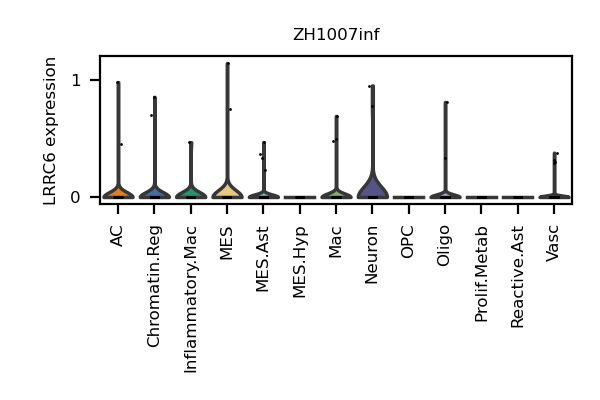 ZH1007inf
LRRC6 expression
1
0
AC
Chromatin.Reg
Inflammatory.Mac
MES
MES.Ast
MES.Hyp
Mac
Neuron
OPC
Oligo
Prolif.Metab
Reactive.Ast
Vasc